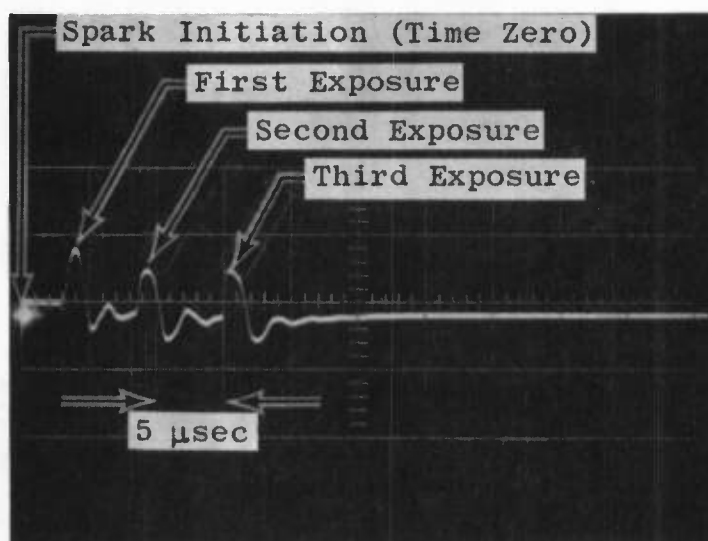 Spark Initiation (Time Zero)
First Exposure
Second Exposure
Third Exposure
5 μsec